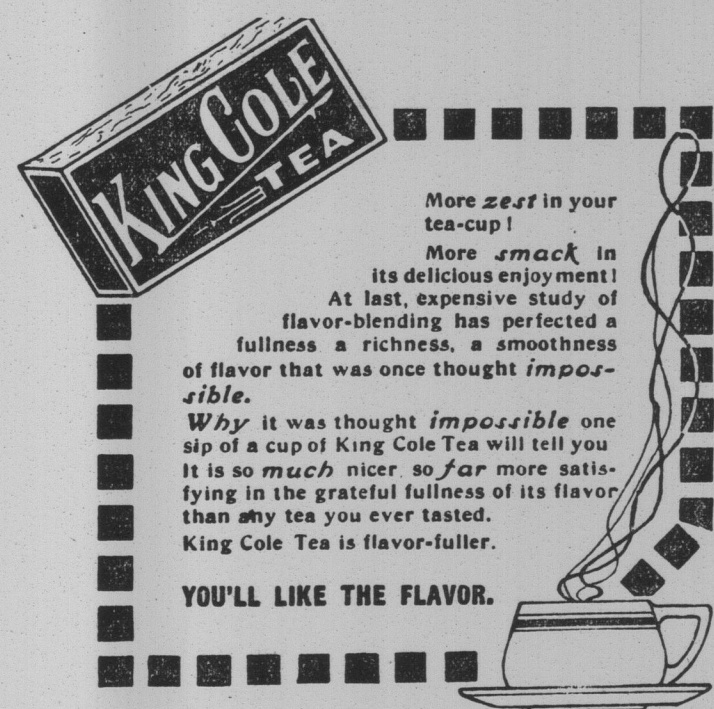 KING COLE
TEA
More zest in your
tea-cup!
More smack in
its delicious enjoyment!
At last, expensive study of
flavor-blending has perfected a
fullness a richness, a smoothness
of flavor that was once thought impos-
sible.
Why it was thought impossible one
sip of a cup of King Cole Tea will tell you
It is so much nicer so far more satis-
fying in the grateful fullness of its flavor
than any tea you ever tasted.
King Cole Tea is flavor-fuller.
YOU'LL LIKE THE FLAVOR.